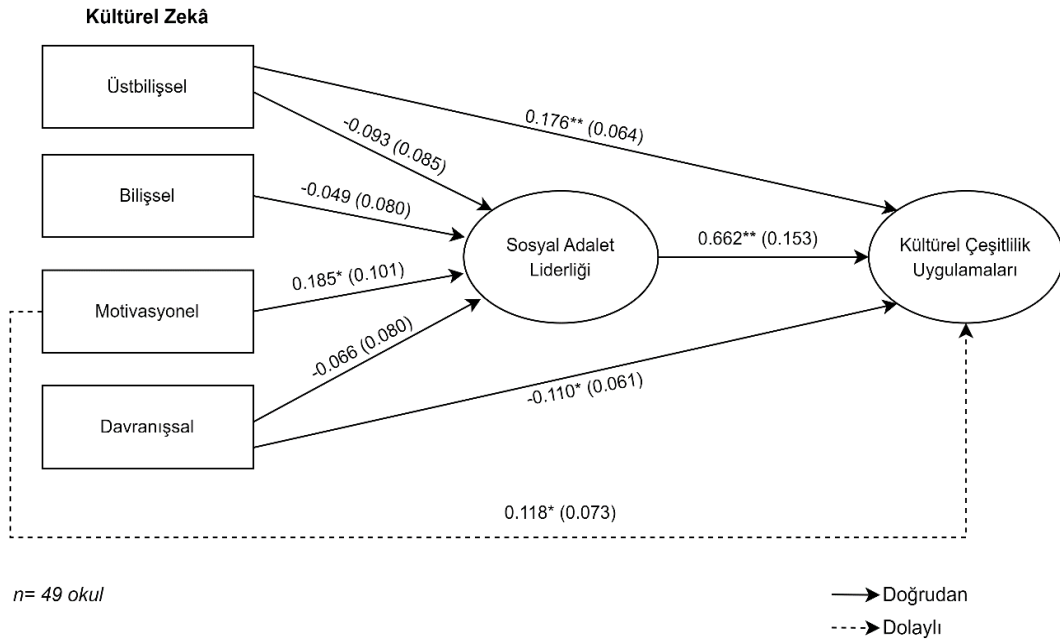 Kültürel Zekâ
Üstbilişsel
0.176** (0.064)
-0.093 (0.085)
Bilişsel
-0.049 (0.080)
Sosyal Adalet
Liderliği
0.662** (0.153)
Kültürel Çeşitlilik
Uygulamaları
Motivasyonel
0.185* (0.101)
-0.066 (0.080)
Davranışsal
-0.110* (0.061)
0.118* (0.073)
n= 49 okul
Doğrudan
Dolaylı